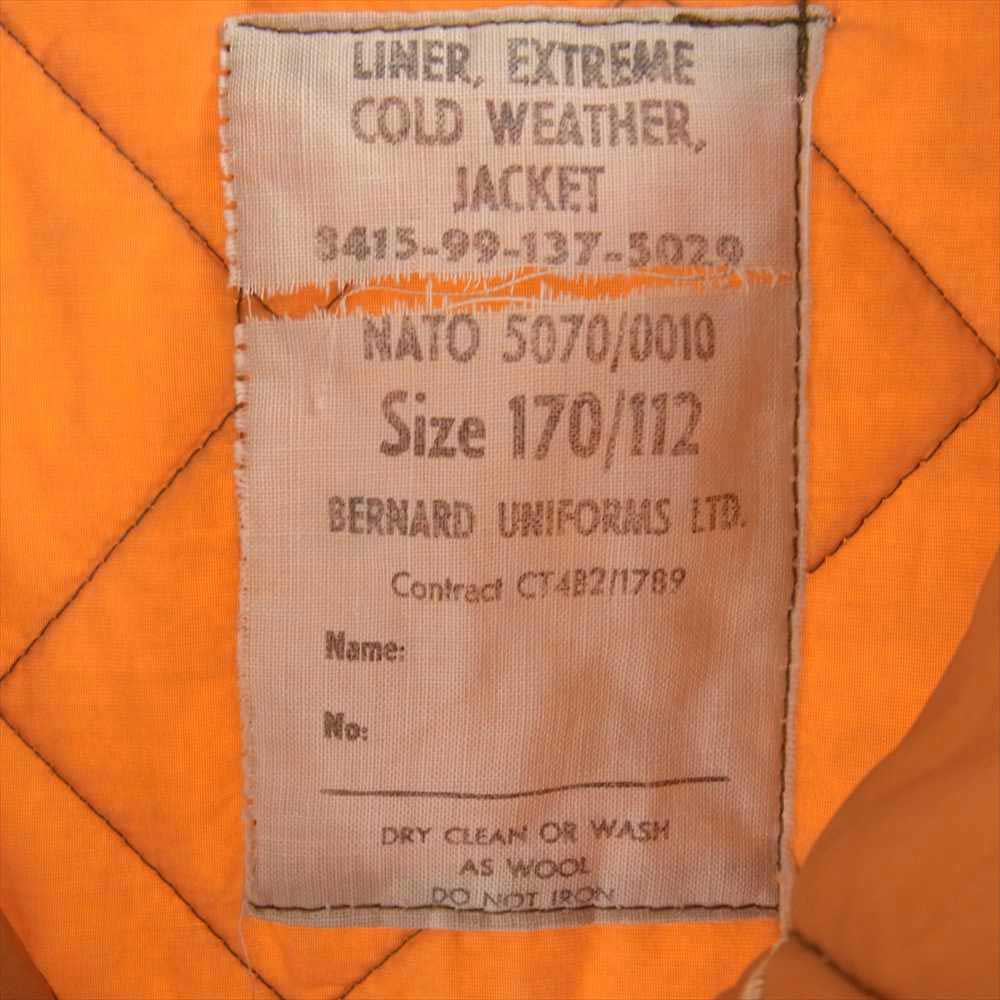 LINER, EXTREME
COLD WEATHER,
JACKET
8415-99-137-5029
NATO 5070/0010
Size 170/112
BERNARD UNIFORMS LTD.
Contract CT4B2/1789
Name:
No:
DRY CLEAN OR WASH
AS WOOL
DO NOT IRON